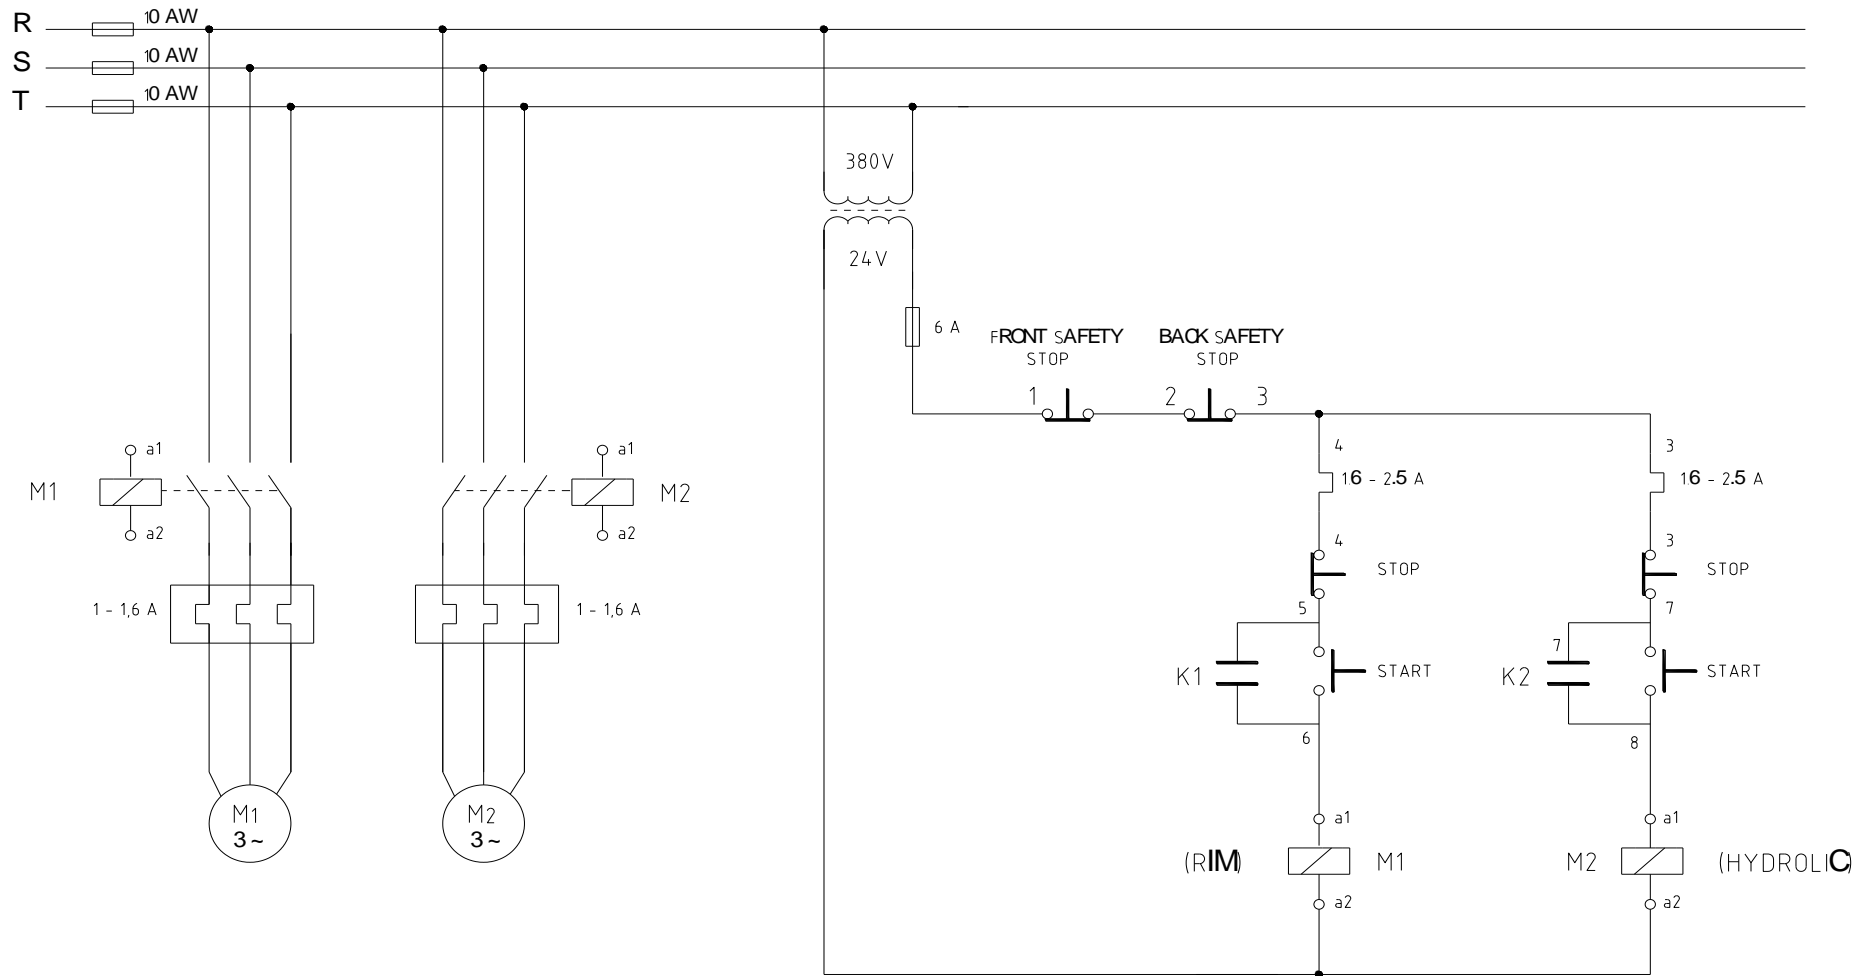 R 10 AW
S 10 AW
T 10 AW
380V
24V
6 A
FRONT SAFETY
STOP
BACK SAFETY
STOP
1
2
3
4
3
16 - 2.5 A
16 - 2.5 A
a1
a1
M1
M2
a2
a2
4
3
STOP
STOP
5
7
1 - 1,6 A
1 - 1,6 A
7
K1
START
K2
START
6
8
M1
3~
M2
3~
a1
a1
(RIM)
M1
M2
(HYDROLIC)
a2
a2